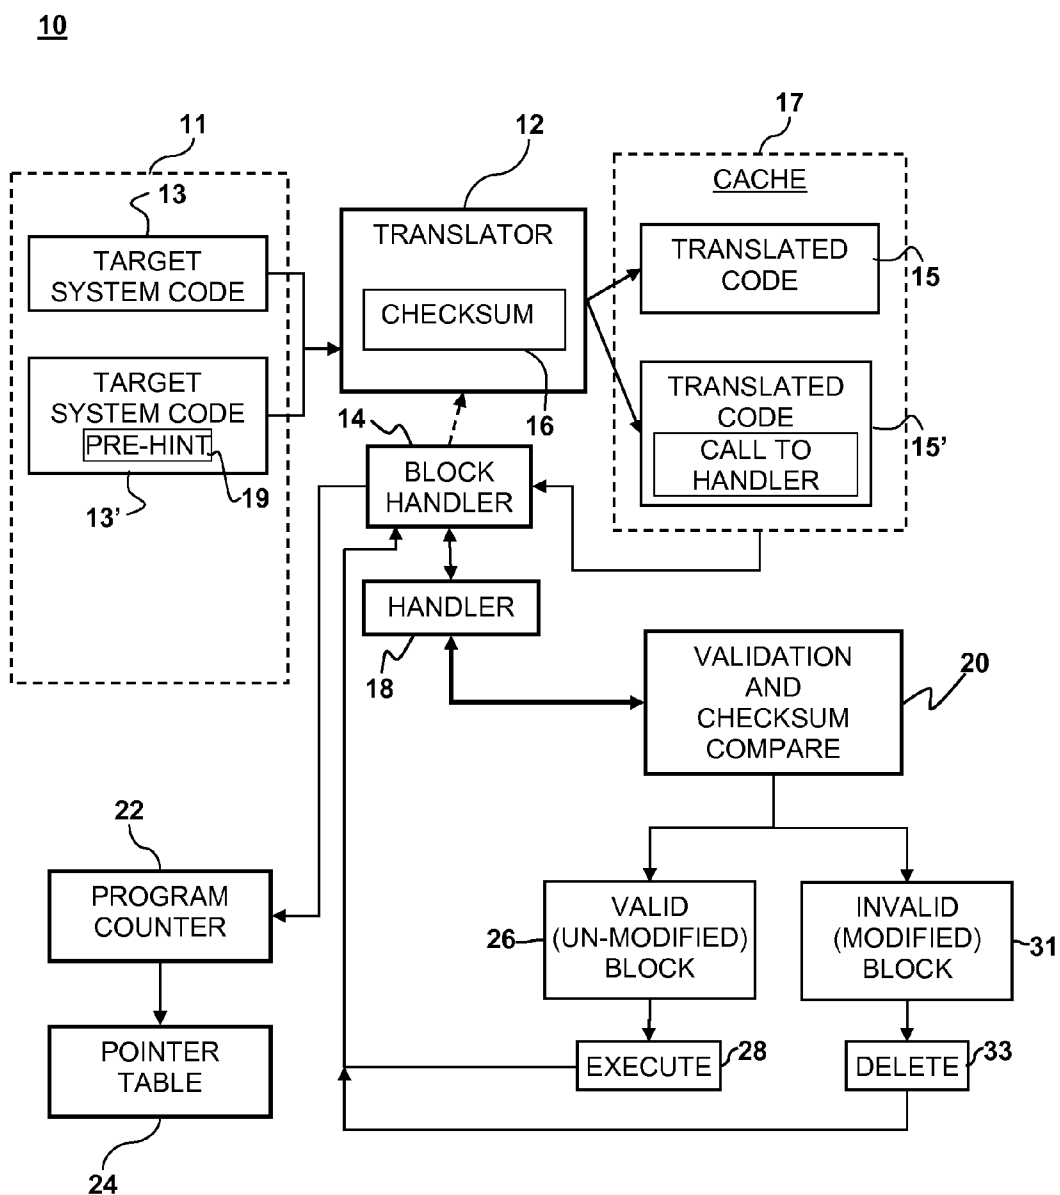 10
11
12
17
CACHE
13
TARGET
SYSTEM CODE
TRANSLATOR
CHECKSUM
16
TRANSLATED
CODE
15
TARGET
SYSTEM CODE
PRE-HINT
19
13’
TRANSLATED
CODE
CALL TO
HANDLER
15’
14
BLOCK
HANDLER
HANDLER
18
VALIDATION
AND
CHECKSUM
COMPARE
20
22
PROGRAM
COUNTER
POINTER
TABLE
24
VALID
(UN-MODIFIED)
BLOCK
26
INVALID
(MODIFIED)
BLOCK
31
EXECUTE
28
DELETE
33